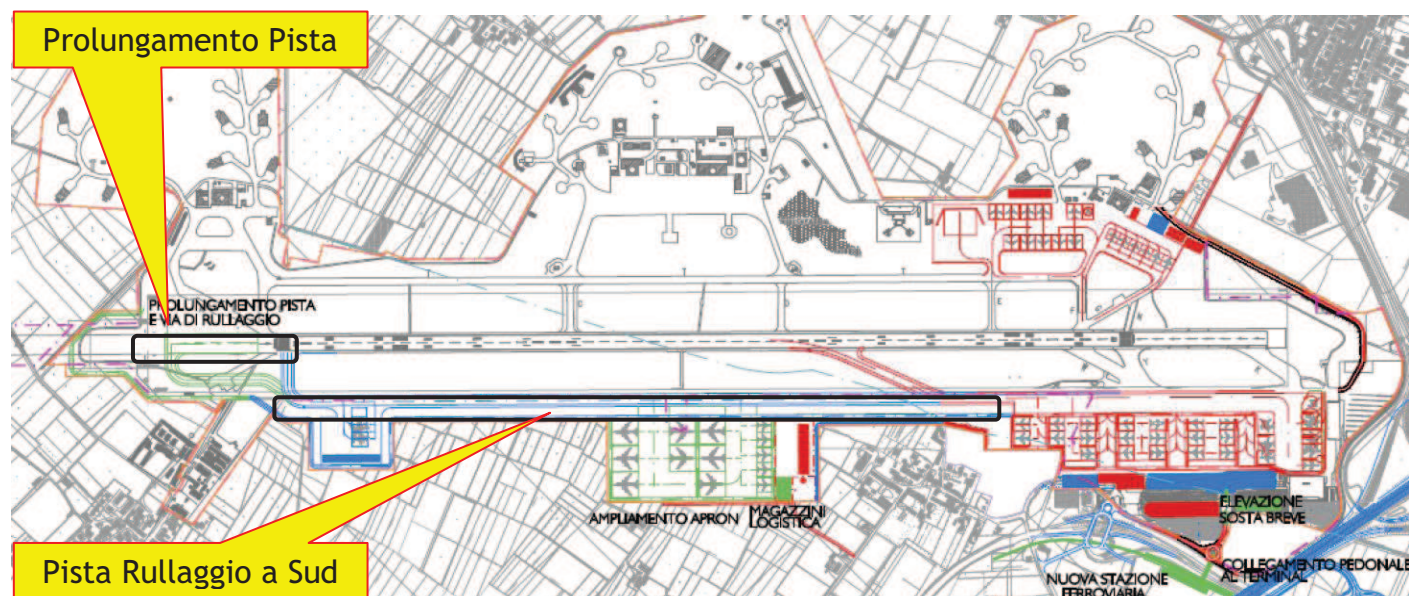 Prolungamento Pista
PROLUNGAMENTO PISTA
E VIA DI RULLAGGIO
AMPLIAMENTO APRON
MAGAZZINI
LOGISTICA
ELEVAZIONE
SOSTA BREVE
Pista Rullaggio a Sud
NUOVA STAZIONE
FERROVIARIA
COLLEGAMENTO PEDONALE
AL TERMINAL